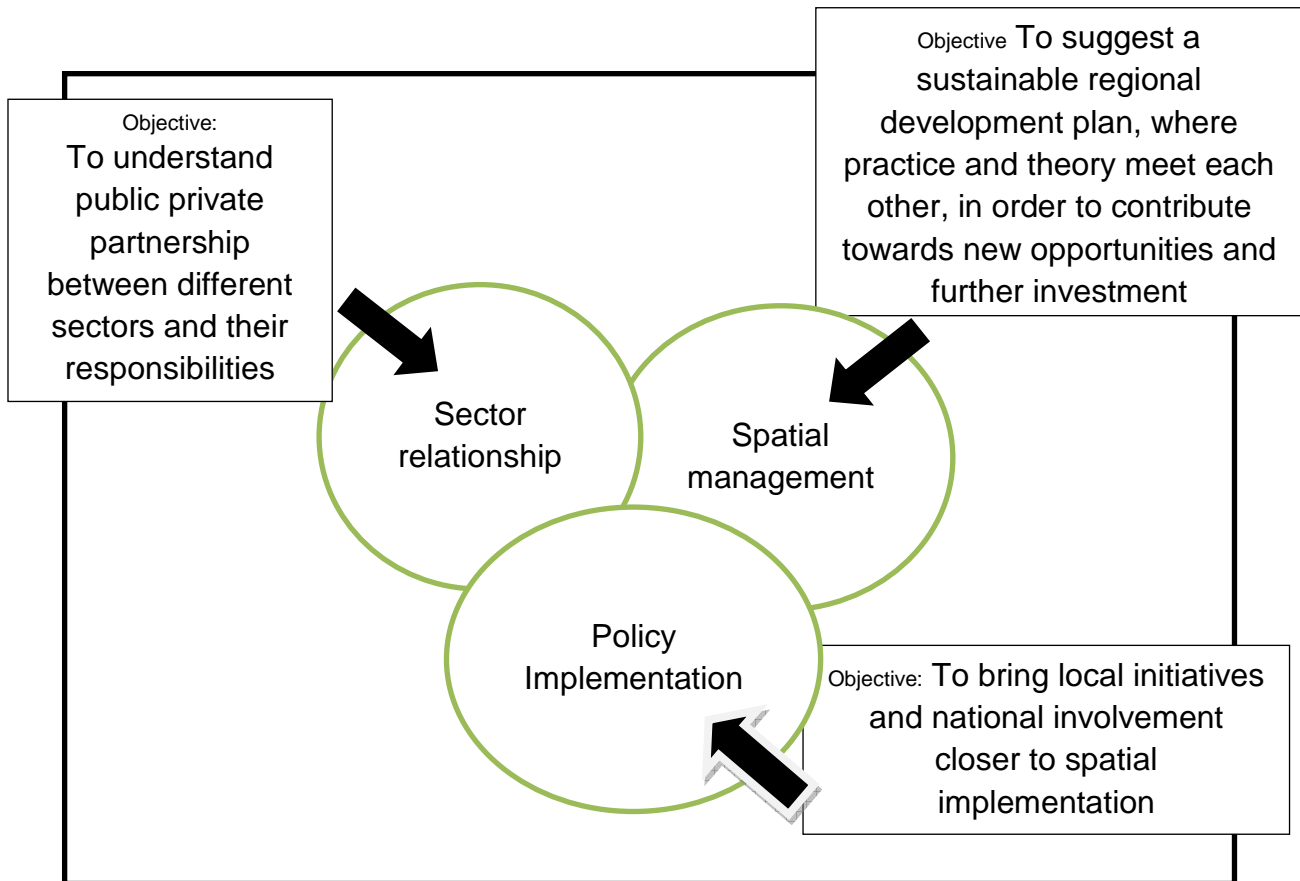 Objective:
To understand
public private
partnership
between different
sectors and their
responsibilities
Objective To suggest a
sustainable regional
development plan, where
practice and theory meet each
other, in order to contribute
towards new opportunities and
further investment
Sector
relationship
Spatial
management
Policy
Implementation
Objective: To bring local initiatives
and national involvement
closer to spatial
implementation